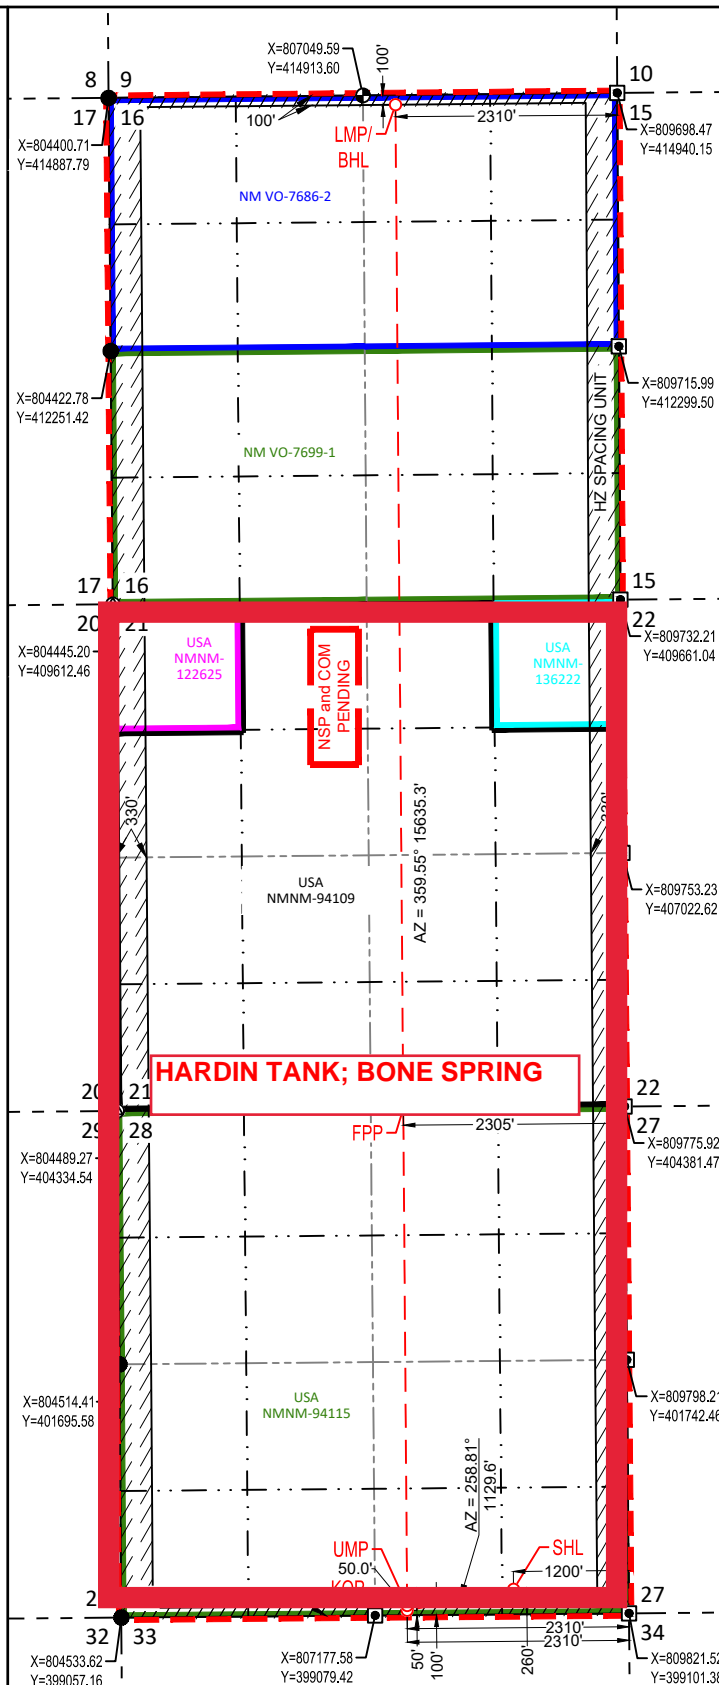 X=807049.59
Y=414913.60
100'
8
9
10
17
16
15
100'
2310'
X=804400.71
Y=414887.79
LMP/
BHL
X=809698.47
Y=414940.15
NM VO-7686-2
X=804422.78
Y=412251.42
X=809715.99
Y=412299.50
HZ SPACING UNIT
NM VO-7699-1
17
16
15
20
21
22
X=804445.20
Y=409612.46
USA
NMNM-
122625
NSP and COM
PENDING
USA
NMNM-
136222
X=809732.21
Y=409661.04
330'
AZ = 359.55° 15635.3'
USA
NMNM-94109
X=809753.23
Y=407022.62
HARDIN TANK; BONE SPRING
20
21
22
29
28
27
FPP
2305'
X=804489.27
Y=404334.54
X=809775.92
Y=404381.47
X=804514.41
Y=401695.58
USA
NMNM-94115
X=809798.21
Y=401742.46
AZ = 258.81°
1129.6'
UMP
50.0'
SHL
1200'
2
27
32
33
34
2310'
2310'
50'
100'
260'
X=804533.62
Y=399057.16
X=807177.58
Y=399079.42
X=809821.52
Y=399101.38